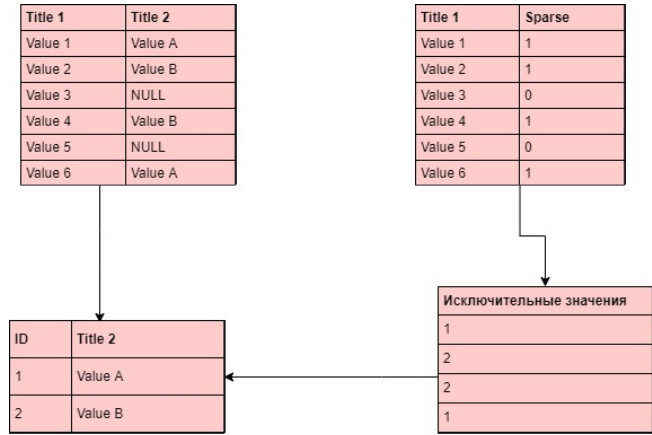 Title 1 Title 2
Value 1 Value A
Value 2 Value B
Value 3 NULL
Value 4 Value B
Value 5 NULL
Value 6 Value A
Title 1 Sparse
Value 1 1
Value 2 1
Value 3 0
Value 4 1
Value 5 0
Value 6 1
ID Title 2
1 Value A
2 Value B
Исключительные значения
1
2
2
1